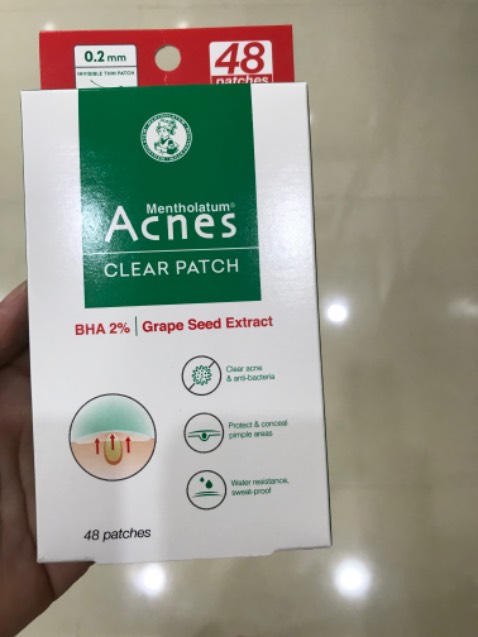 0.2 mm
INVISIBLE THIN PATCH
48
patches
Mentholatum®
Acnes
CLEAR PATCH
BHA 2% | Grape Seed Extract
Clear acne
& anti-bacteria
Protect & conceal
pimple areas
Water resistance,
sweat-proof
48 patches